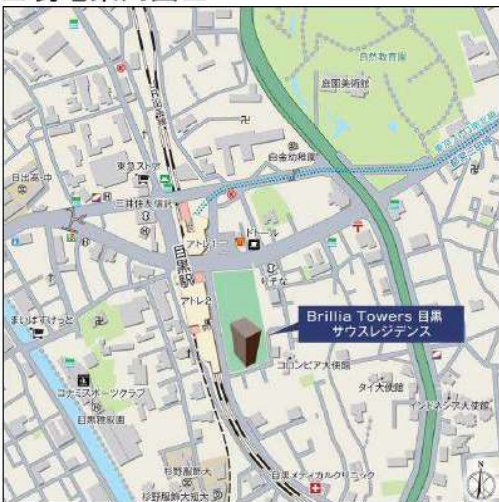 自然教育園
庭園美術館
白金幼稚園
東急ストア
日出高・中
三井住友信託
アトレ1
ドトール
目黒駅
りそな
アトレ2
Brillia Towers 目黒
サウスレジデンス
まいばすけっと
コロンビア大使館
タイ大使館
コナミスポーツクラブ
インドネシア大使館
目黒雅叙園
杉野服飾大
目黒メディカルクリニック
杉野服飾大短大
N